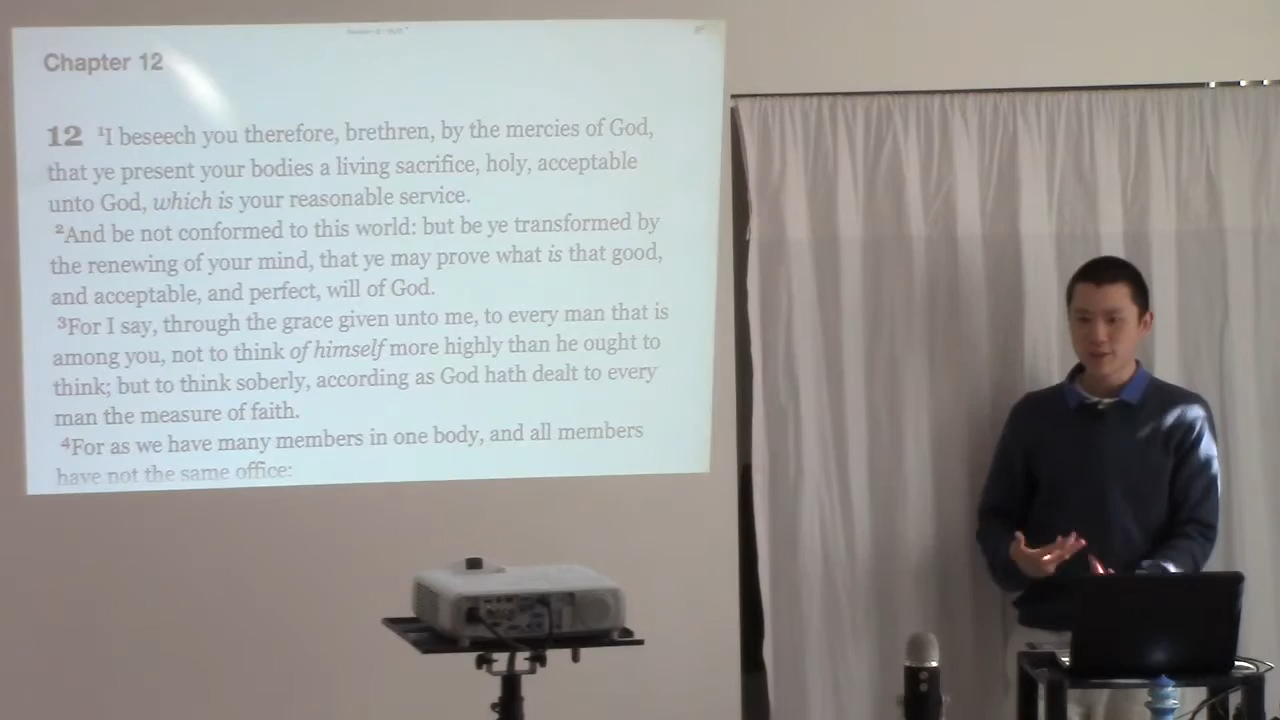 Chapter 12
12 ¹I beseech you therefore, brethren, by the mercies of God,
that ye present your bodies a living sacrifice, holy, acceptable
unto God, which is your reasonable service.
²And be not conformed to this world: but be ye transformed by
the renewing of your mind, that ye may prove what is that good,
and acceptable, and perfect, will of God.
³For I say, through the grace given unto me, to every man that is
among you, not to think of himself more highly than he ought to
think; but to think soberly, according as God hath dealt to every
man the measure of faith.
⁴For as we have many members in one body, and all members
have not the same office: